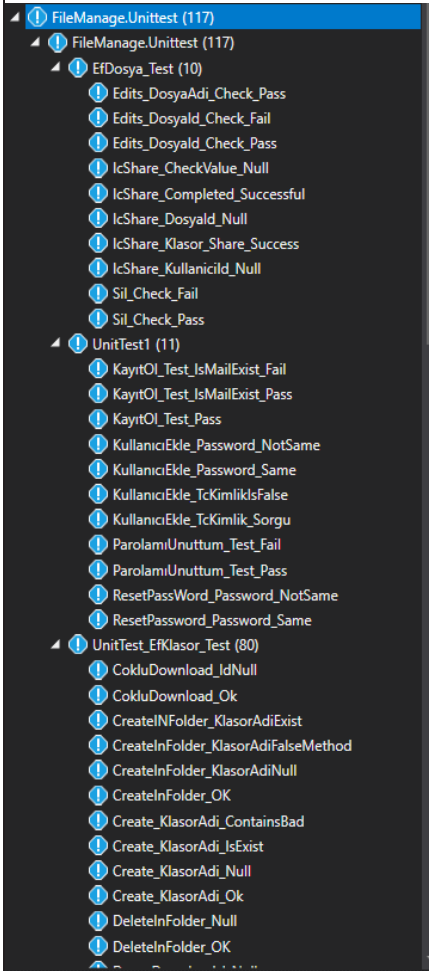 FileManage.Unittest (117)
FileManage.Unittest (117)
EfDosya_Test (10)
Edits_DosyaAdi_Check_Pass
Edits_DosyaId_Check_Fail
Edits_DosyaId_Check_Pass
IcShare_CheckValue_Null
IcShare_Completed_Successful
IcShare_DosyaId_Null
IcShare_Klasor_Share_Success
IcShare_KullaniciId_Null
Sil_Check_Fail
Sil_Check_Pass
UnitTest1 (11)
KayıtOl_Test_IsMailExist_Fail
KayıtOl_Test_IsMailExist_Pass
KayıtOl_Test_Pass
KullanıcıEkle_Password_NotSame
KullanıcıEkle_Password_Same
KullanıcıEkle_TcKimlikIsFalse
KullanıcıEkle_TcKimlik_Sorgu
ParolamıUnuttum_Test_Fail
ParolamıUnuttum_Test_Pass
ResetPassWord_Password_NotSame
ResetPassword_Password_Same
UnitTest_EfKlasor_Test (80)
CokluDownload_IdNull
CokluDownload_Ok
CreateINFolder_KlasorAdiExist
CreateInFolder_KlasorAdiFalseMethod
CreateInFolder_KlasorAdiNull
CreateInFolder_OK
Create_KlasorAdi_ContainsBad
Create_KlasorAdi_IsExist
Create_KlasorAdi_Null
Create_KlasorAdi_Ok
DeleteInFolder_Null
DeleteInFolder_OK